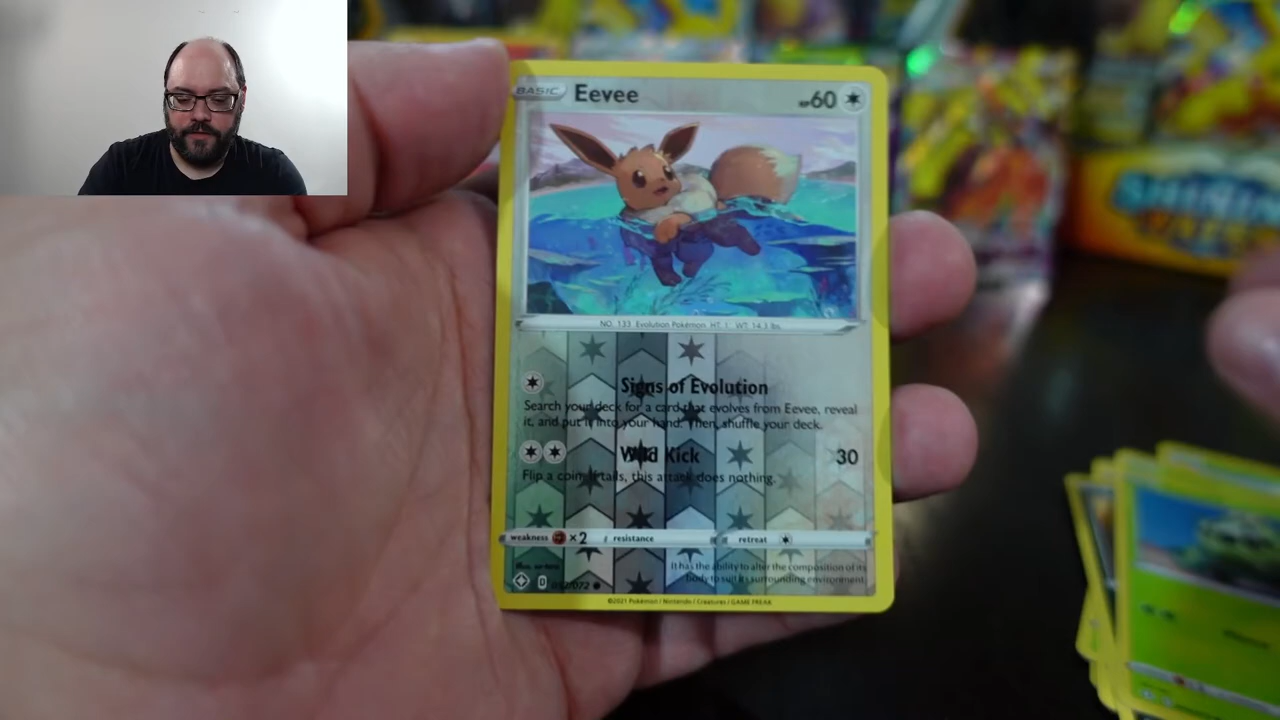 BASIC Eevee HP60
NO. 133 Evolution Pokémon HT: 1' WT: 14.3 lbs.
Signs of Evolution
Search your deck for a card that evolves from Eevee, reveal
it, and put it into your hand. Then, shuffle your deck.
Wild Kick 30
Flip a coin. If tails, this attack does nothing.
weakness ×2 resistance retreat
It has the ability to alter the composition of its
body to suit its surrounding environment.
/072
©2021 Pokémon / Nintendo / Creatures / GAME FREAK
SHINING